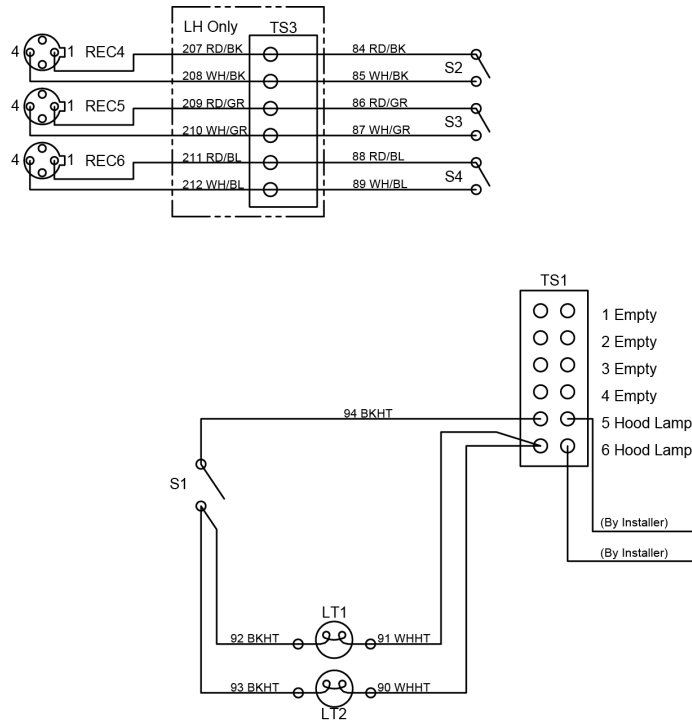 LH Only TS3
4 1 REC4 207 RD/BK 84 RD/BK
208 WH/BK 85 WH/BK S2
4 1 REC5 209 RD/GR 86 RD/GR
210 WH/GR 87 WH/GR S3
4 1 REC6 211 RD/BL 88 RD/BL
212 WH/BL 89 WH/BL S4
TS1
1 Empty
2 Empty
3 Empty
4 Empty
94 BKHT 5 Hood Lamp
6 Hood Lamp
S1
(By Installer)
(By Installer)
LT1
92 BKHT 91 WHHT
93 BKHT 90 WHHT
LT2